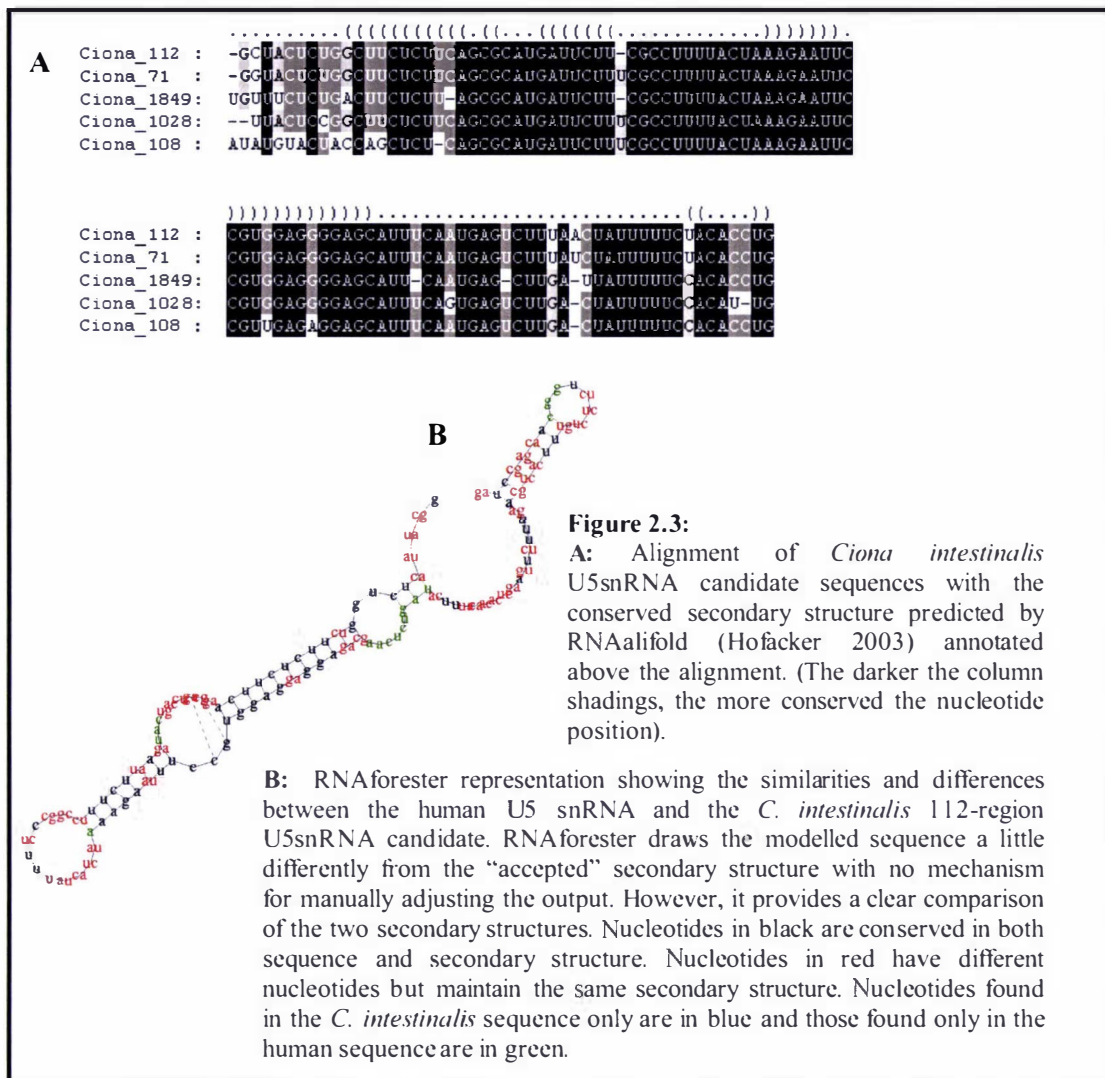 A
...........(((((((((((.((...(((((((............))))))).
Ciona_112 : -GCUACUCUGGCUUCUCUUCAGCGCAUGAUUCUU-CGCCUUUUACUAAAGAAUUC
Ciona_71 : -GGUACUCUGGCUUCUCUUCAGCGCAUGAUUCUUUCGCCUUUUACUAAAGAAUUC
Ciona_1849: UGUUUCUCUGACUUCUCUU-AGCGCAUGAUUCUU-CGCCUUUUACUAAAGAAUUC
Ciona_1028: --UUACUCCGGCUUCUCUUCAGCGCAUGAUUCUUUCGCCUUUUACUAAAGAAUUC
Ciona_108 : AUAUGUACUACCAGCUCU-CAGCGCAUGAUUCUUUCGCCUUUUACUAAAGAAUUC
)))))))))))))...........................((....))
Ciona_112 : CGUGGAGGGGAGCAUUUCAAUGAGUCUUUAACUAUUUUUCUACACCUG
Ciona_71 : CGUGGAGGGGAGCAUUUCAAUGAGUCUUUAUCUAUUUUUCUACACCUG
Ciona_1849: CGUGGAGGGGAGCAUU-CAAUGAG-CUUGA-UUAUUUUUCCACACCUG
Ciona_1028: CGUGGAGGGGAGCAUUUCAGUGAGUCUUGA-CUAUUUUUCCACAU-UG
Ciona_108 : CGUUGAGAGGAGCAUUUCAAUGAGUCUUGA-CUAUUUUUCCACACCUG
B
Figure 2.3:
A: Alignment of Ciona intestinalis
U5snRNA candidate sequences with the
conserved secondary structure predicted by
RNAalifold (Hofacker 2003) annotated
above the alignment. (The darker the column
shadings, the more conserved the nucleotide
position).
B: RNAforester representation showing the similarities and differences
between the human U5 snRNA and the C. intestinalis 112-region
U5snRNA candidate. RNAforester draws the modelled sequence a little
differently from the “accepted” secondary structure with no mechanism
for manually adjusting the output. However, it provides a clear comparison
of the two secondary structures. Nucleotides in black are conserved in both
sequence and secondary structure. Nucleotides in red have different
nucleotides but maintain the same secondary structure. Nucleotides found
in the C. intestinalis sequence only are in blue and those found only in the
human sequence are in green.